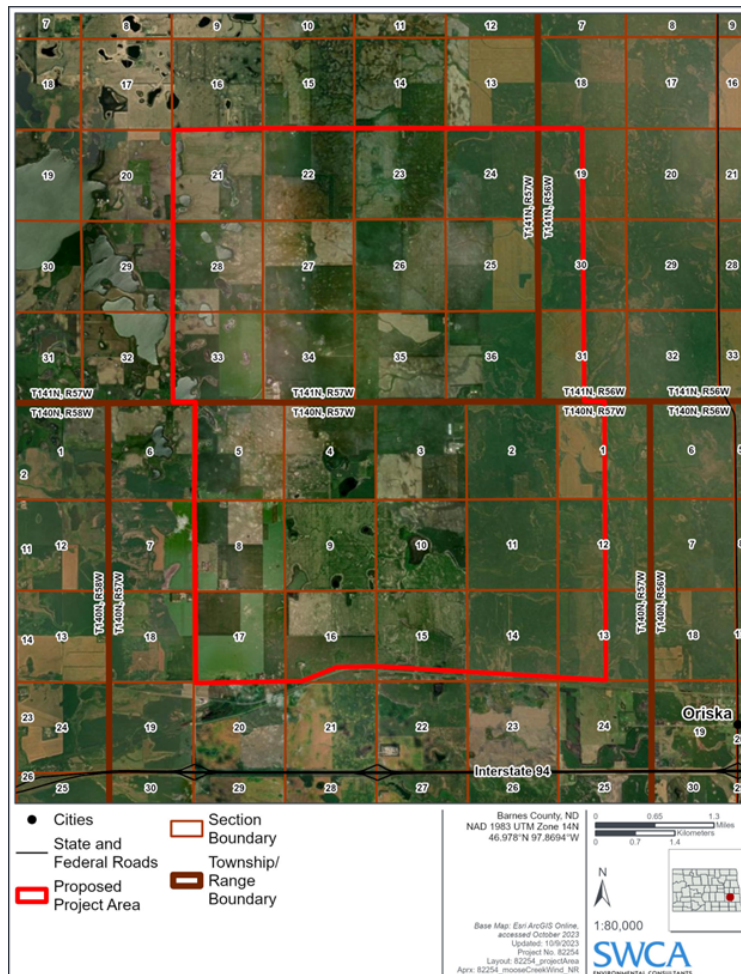 7 8 9 10 11 12 7 8 9
18 17 16 15 14 13 18 17 16
19 20 21 22 23 24 19 20 21
T141N, R57W
T141N, R56W
30 29 28 27 26 25 30 29 28
31 32 33 34 35 36 31 32 33
T141N, R57W T141N, R57W T141N, R56W T141N, R56W
T140N, R58W T140N, R57W T140N, R57W T140N, R56W
1 6 5 4 3 2 1 6 5
2
11 12 7 8 9 10 11 12 7 8
T140N, R58W
T140N, R57W
T140N, R57W
T140N, R56W
14 13 18 17 16 15 14 13 18
23 24 19 20 21 22 23 24 19
Oriska
Interstate 94
26 25 30 29 28 27 26 25 30 29
Cities
State and
Federal Roads
Proposed
Project Area
Section
Boundary
Township/
Range
Boundary
Barnes County, ND
NAD 1983 UTM Zone 14N
46.978°N 97.8694°W
Base Map: Esri ArcGIS Online,
accessed October 2023
Updated: 10/9/2023
Project No. 82254
Layout: 82254_projectArea
Aprx: 82254_mooseCreekWind_NR
0 0.65 1.3
Miles
Kilometers
0 0.7 1.4
N
1:80,000
SWCA
ENVIRONMENTAL CONSULTANTS